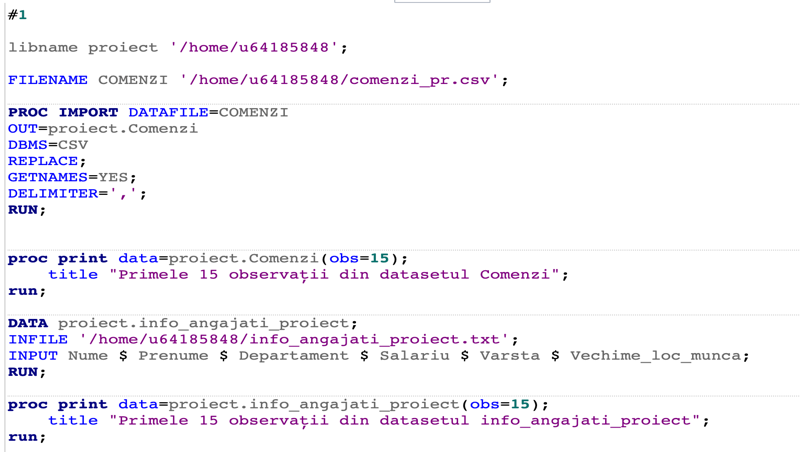 #1
libname proiect '/home/u64185848';
FILENAME COMENZI '/home/u64185848/comenzi_pr.csv';
PROC IMPORT DATAFILE=COMENZI
OUT=proiect.Comenzi
DBMS=CSV
REPLACE;
GETNAMES=YES;
DELIMITER=',';
RUN;
proc print data=proiect.Comenzi(obs=15);
title "Primele 15 observații din datasetul Comenzi";
run;
DATA proiect.info_angajati_proiect;
INFILE '/home/u64185848/info_angajati_proiect.txt';
INPUT Nume $ Prenume $ Departament $ Salariu $ Varsta $ Vechime_loc_munca;
RUN;
proc print data=proiect.info_angajati_proiect(obs=15);
title "Primele 15 observații din datasetul info_angajati_proiect";
run;